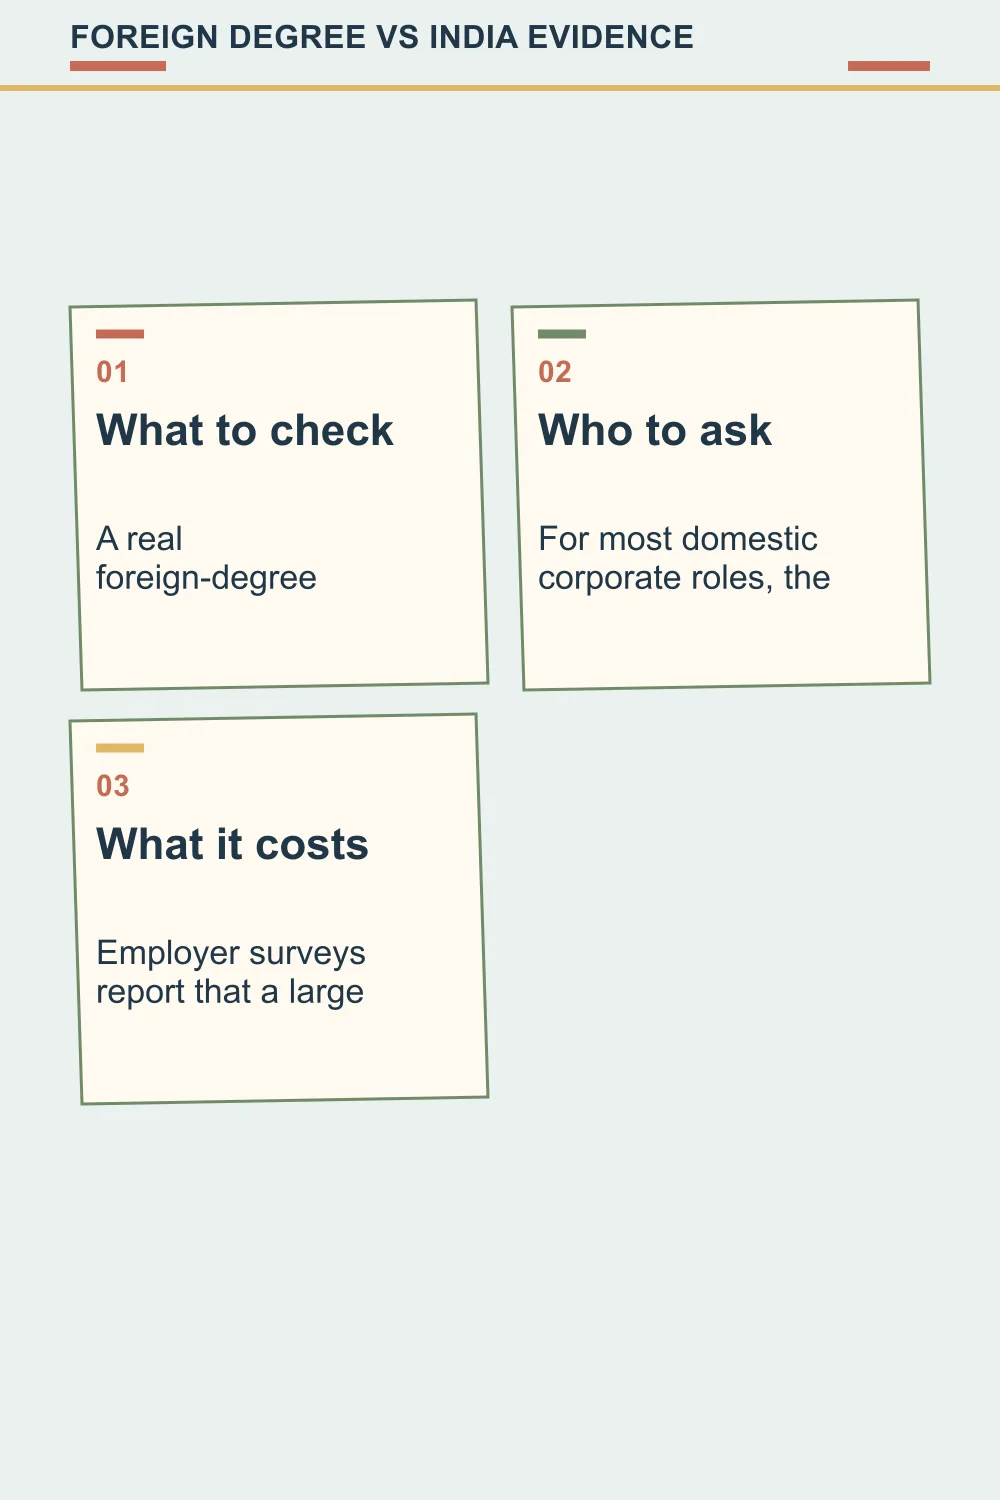 FOREIGN DEGREE VS INDIA EVIDENCE
01
What to check
A real
foreign-degree
02
Who to ask
For most domestic
corporate roles, the
03
What it costs
Employer surveys
report that a large